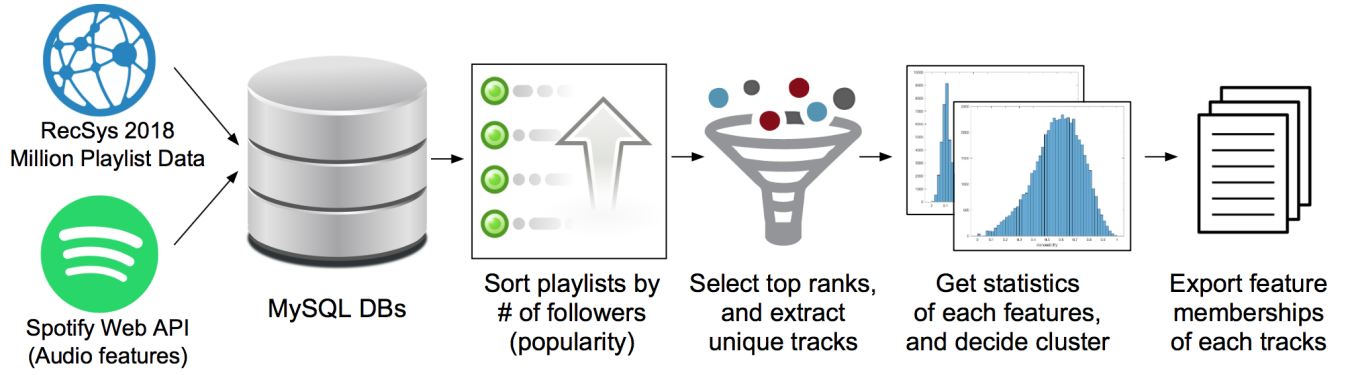 RecSys 2018
Million Playlist Data
Spotify Web API
(Audio features)
MySQL DBs
Sort playlists by
# of followers
(popularity)
Select top ranks,
and extract
unique tracks
Get statistics
of each features,
and decide cluster
Export feature
memberships
of each tracks